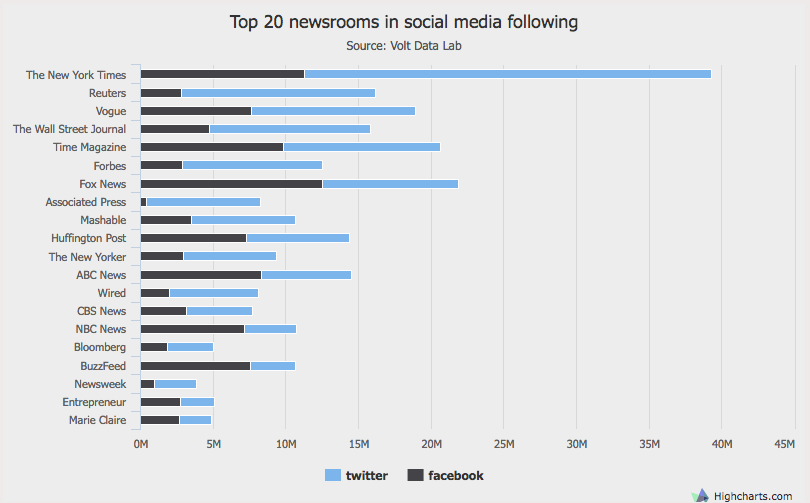 Top 20 newsrooms in social media following
Source: Volt Data Lab
The New York Times
Reuters
Vogue
The Wall Street Journal
Time Magazine
Forbes
Fox News
Associated Press
Mashable
Huffington Post
The New Yorker
ABC News
Wired
CBS News
NBC News
Bloomberg
BuzzFeed
Newsweek
Entrepreneur
Marie Claire
0M 5M 10M 15M 20M 25M 30M 35M 40M 45M
twitter facebook
Highcharts.com